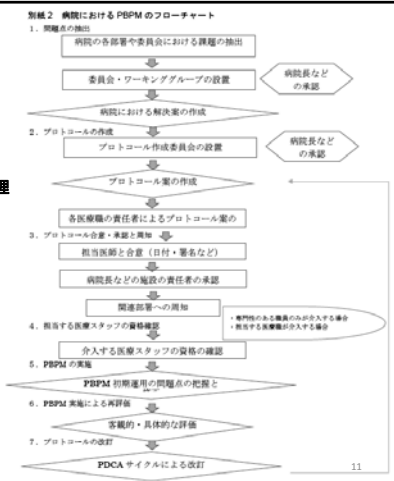 別紙2 病院における PBPM のフローチャート
1. 問題点の抽出
病院の各部署や委員会における課題の抽出
委員会・ワーキンググループの設置
病院長など
の承認
病院における解決案の作成
2. プロトコールの作成
プロトコール作成委員会の設置
病院長など
の承認
理
プロトコール案の作成
各医療職の責任者によるプロトコール案の
3. プロトコール合意・承認と周知
担当医師と合意(日付・署名など)
病院長などの施設の責任者の承認
関連部署への周知
・専門性のある職員のみが介入する場合
・担当する医療職が介入する場合
4. 担当する医療スタッフの資格確認
介入する医療スタッフの資格の確認
5. PBPM の実施
PBPM 初期運用の問題点の把握と
6. PBPM 実施による再評価
客観的・具体的な評価
7. プロトコールの改訂
PDCA サイクルによる改訂
11